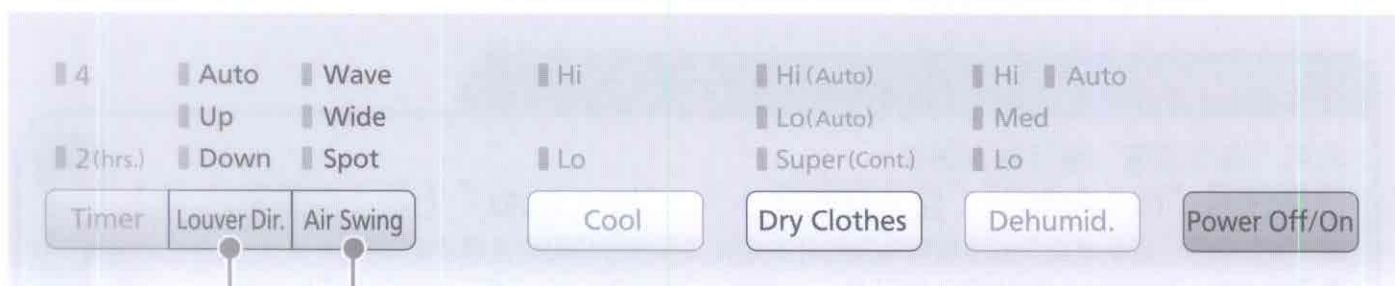 4 Auto Wave Hi Hi (Auto) Hi Auto
Up Wide Lo(Auto) Med
2(hrs.) Down Spot Lo Super(Cont.) Lo
Timer Louver Dir. Air Swing Cool Dry Clothes Dehumid. Power Off/On